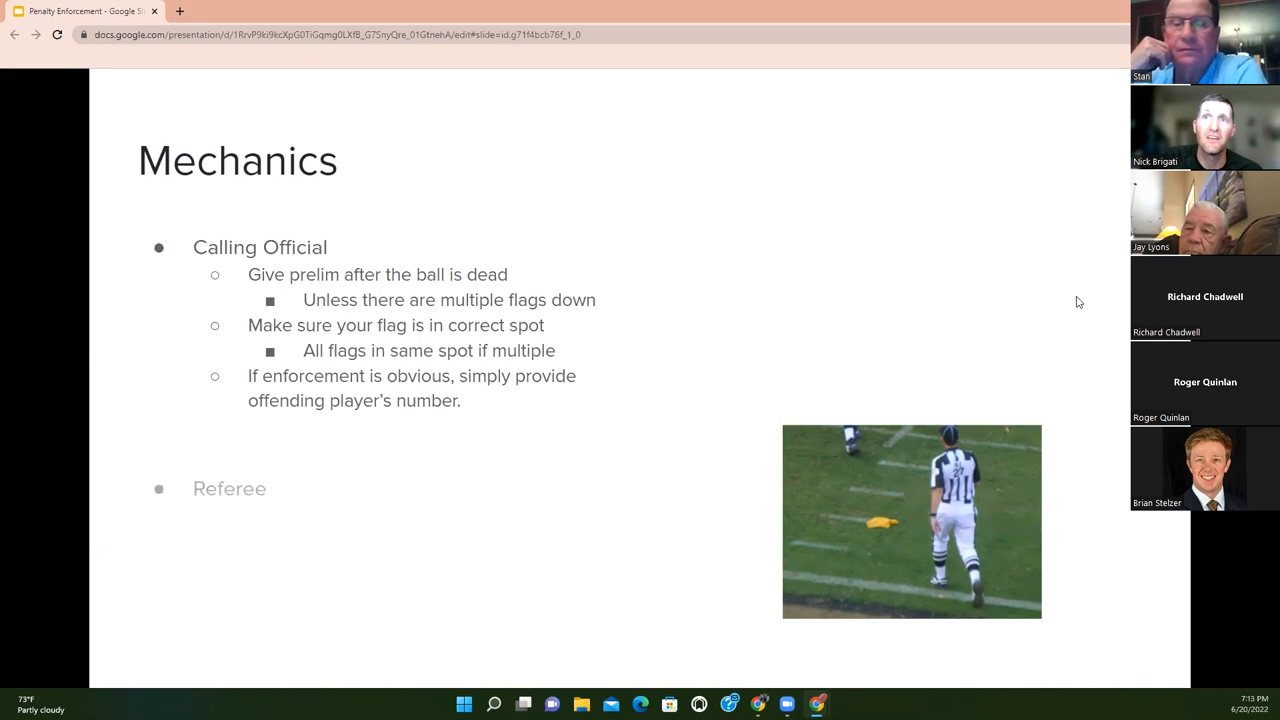 Penalty Enforcement - Google Sli
docs.google.com/presentation/d/1RrvP9ki9kcXpG0TiGqmg0LXfB_G7SnyQre_01GtnehA/edit#slide=id.g71f4bcb76f_1_0
Mechanics
● Calling Official
○ Give prelim after the ball is dead
■ Unless there are multiple flags down
○ Make sure your flag is in correct spot
■ All flags in same spot if multiple
○ If enforcement is obvious, simply provide
offending player's number.
● Referee
27
Stan
Nick Brigati
Jay Lyons
Richard Chadwell
Richard Chadwell
Roger Quinlan
Roger Quinlan
Brian Stelzer
73°F
Partly cloudy
7:13 PM
6/20/2022